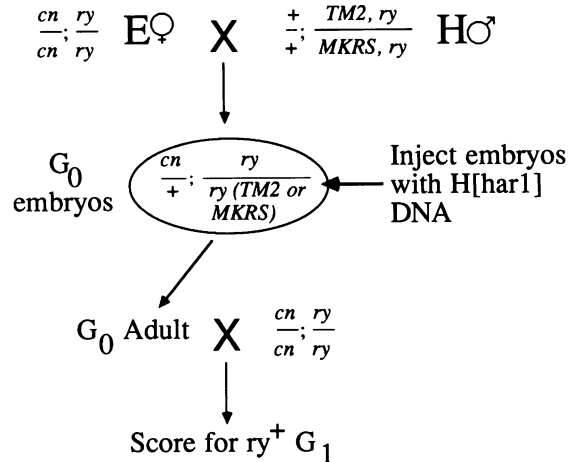 cn/cn; ry/ry E♀ X +/+; TM2, ry/MKRS, ry H♂
G0
embryos
cn/+; ry/ry (TM2 or
MKRS)
Inject embryos
with H[har1]
DNA
G0 Adult X cn/cn; ry/ry
Score for ry+ G1